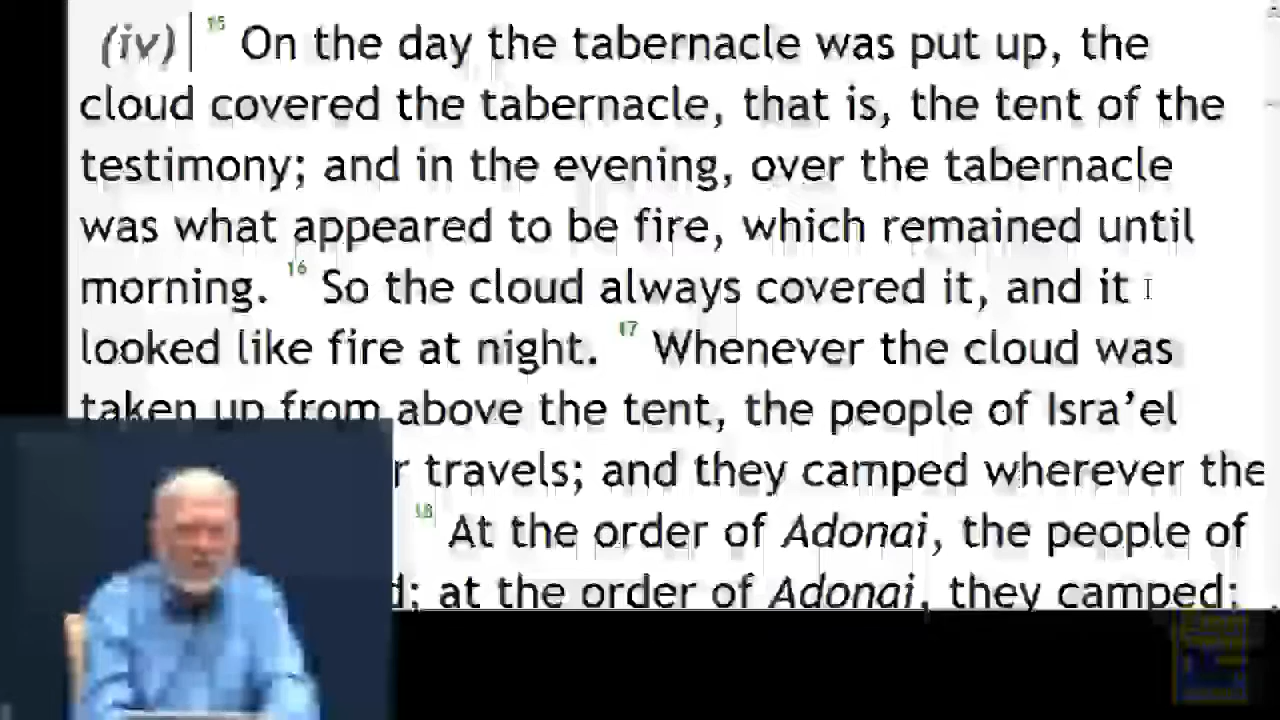 (iv) 15 On the day the tabernacle was put up, the
cloud covered the tabernacle, that is, the tent of the
testimony; and in the evening, over the tabernacle
was what appeared to be fire, which remained until
morning. 16 So the cloud always covered it, and it
looked like fire at night. 17 Whenever the cloud was
taken up from above the tent, the people of Isra’el
r travels; and they camped wherever the
18 At the order of Adonai, the people of
d; at the order of Adonai, they camped;